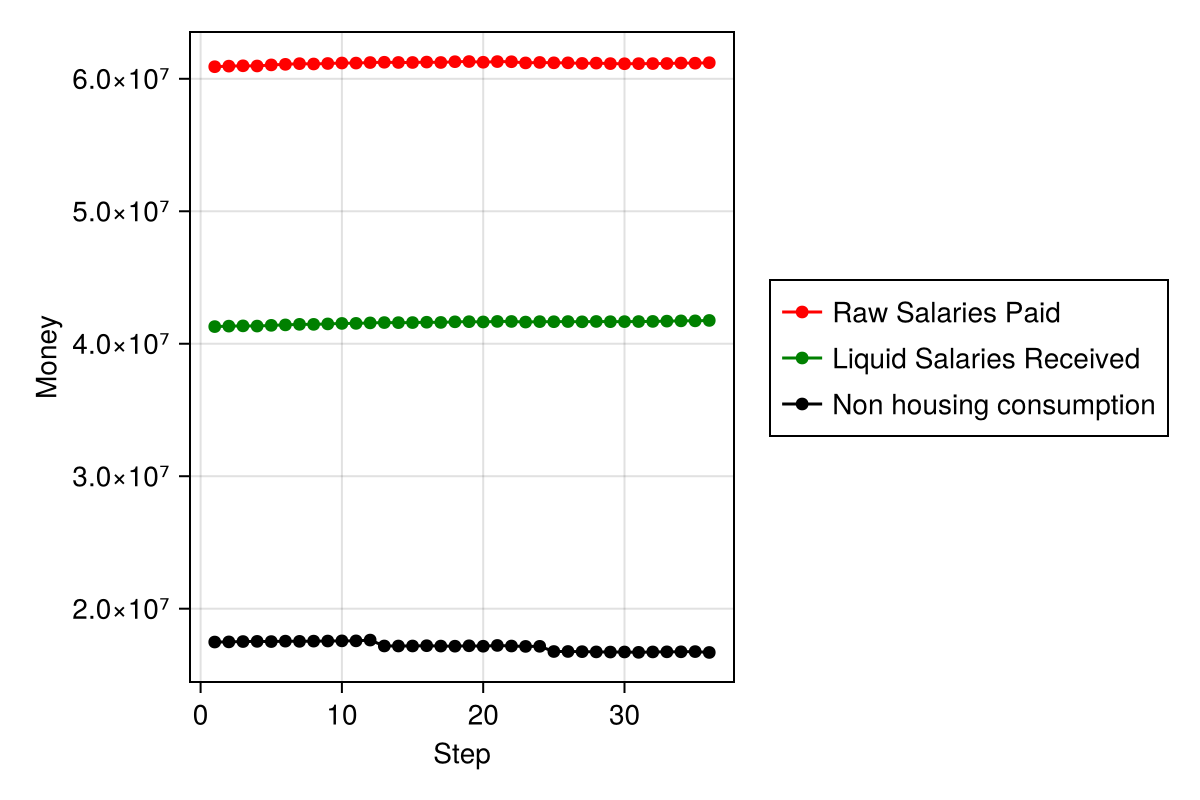 6.0×10⁷
5.0×10⁷
4.0×10⁷
3.0×10⁷
2.0×10⁷
Money
0 10 20 30
Step
Raw Salaries Paid
Liquid Salaries Received
Non housing consumption